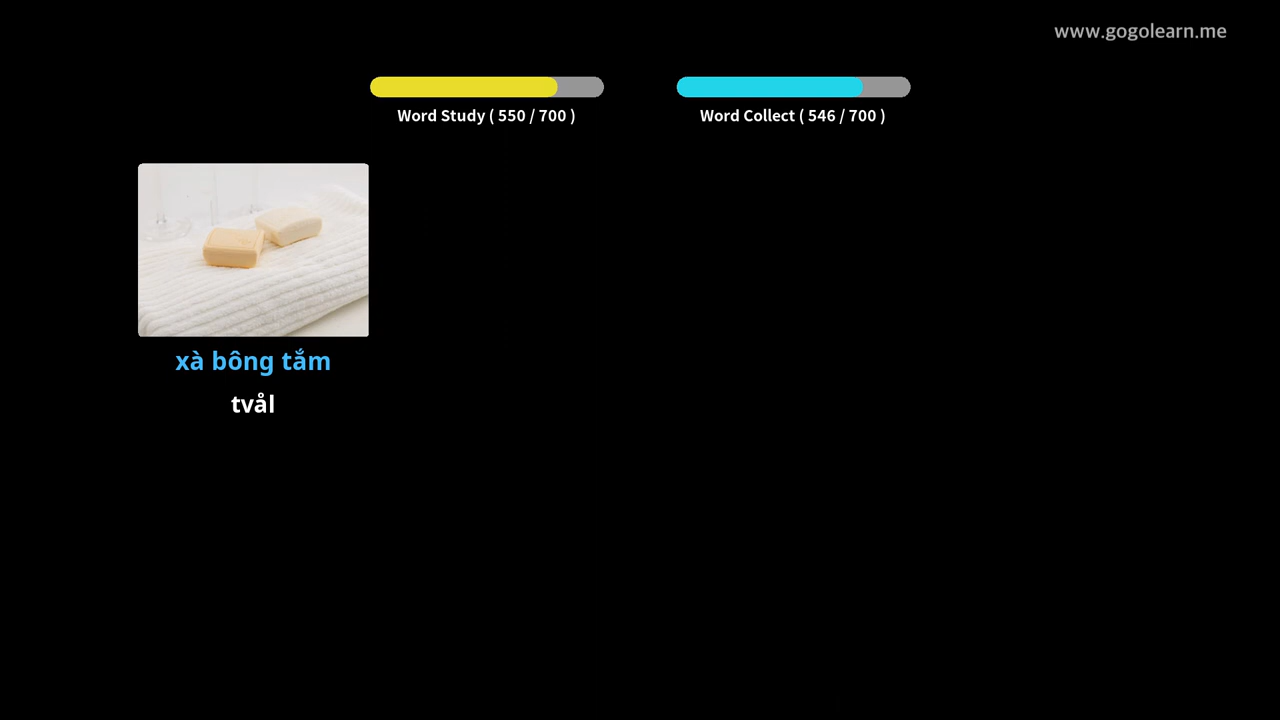 www.gogolearn.me
Word Study ( 550 / 700 )
Word Collect ( 546 / 700 )
xà bông tắm
tvål